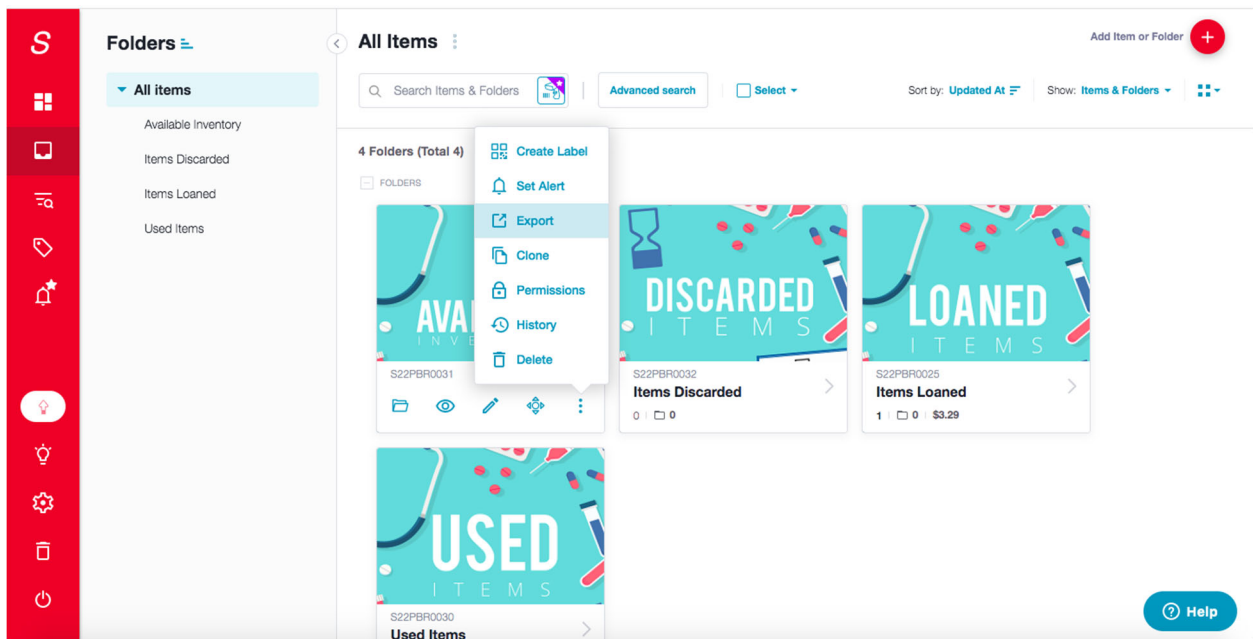 S
Folders
All items
Available Inventory
Items Discarded
Items Loaned
Used Items
All Items
Add Item or Folder
Search Items & Folders
Advanced search
Select
Sort by: Updated At
Show: Items & Folders
4 Folders (Total 4)
FOLDERS
Create Label
Set Alert
Export
Clone
Permissions
History
Delete
AVA
INVE
S22PBR0031
DISCARDED
ITEMS
S22PBR0032
Items Discarded
0 0
LOANED
ITEMS
S22PBR0025
Items Loaned
1 0 $3.29
USED
ITEMS
S22PBR0030
Used Items
Help